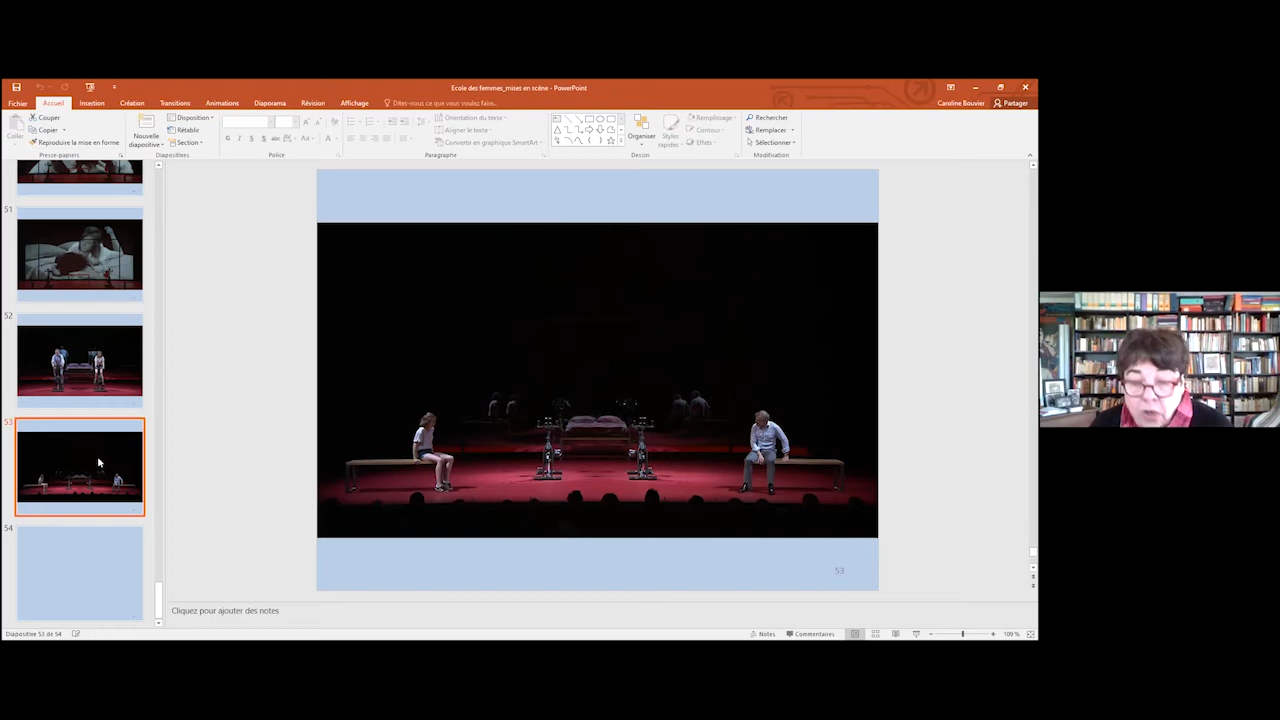 Ecole des femmes_mises en scène - PowerPoint
Fichier Accueil Insertion Création Transitions Animations Diaporama Révision Affichage Dites-nous ce que vous voulez faire. Caroline Bouvier Partager
Coller
Couper
Copier
Reproduire la mise en forme
Presse-papiers
Nouvelle
diapositive
Disposition
Rétablir
Section
Diapositives
G I S S
Police
Orientation du texte
Aligner le texte
Convertir en graphique SmartArt
Paragraphe
Organiser
Styles
rapides
Remplissage
Contour
Effets
Dessin
Rechercher
Remplacer
Sélectionner
Modification
51
52
53
54
53
Cliquez pour ajouter des notes
Diapositive 53 de 54 Notes Commentaires 109 %